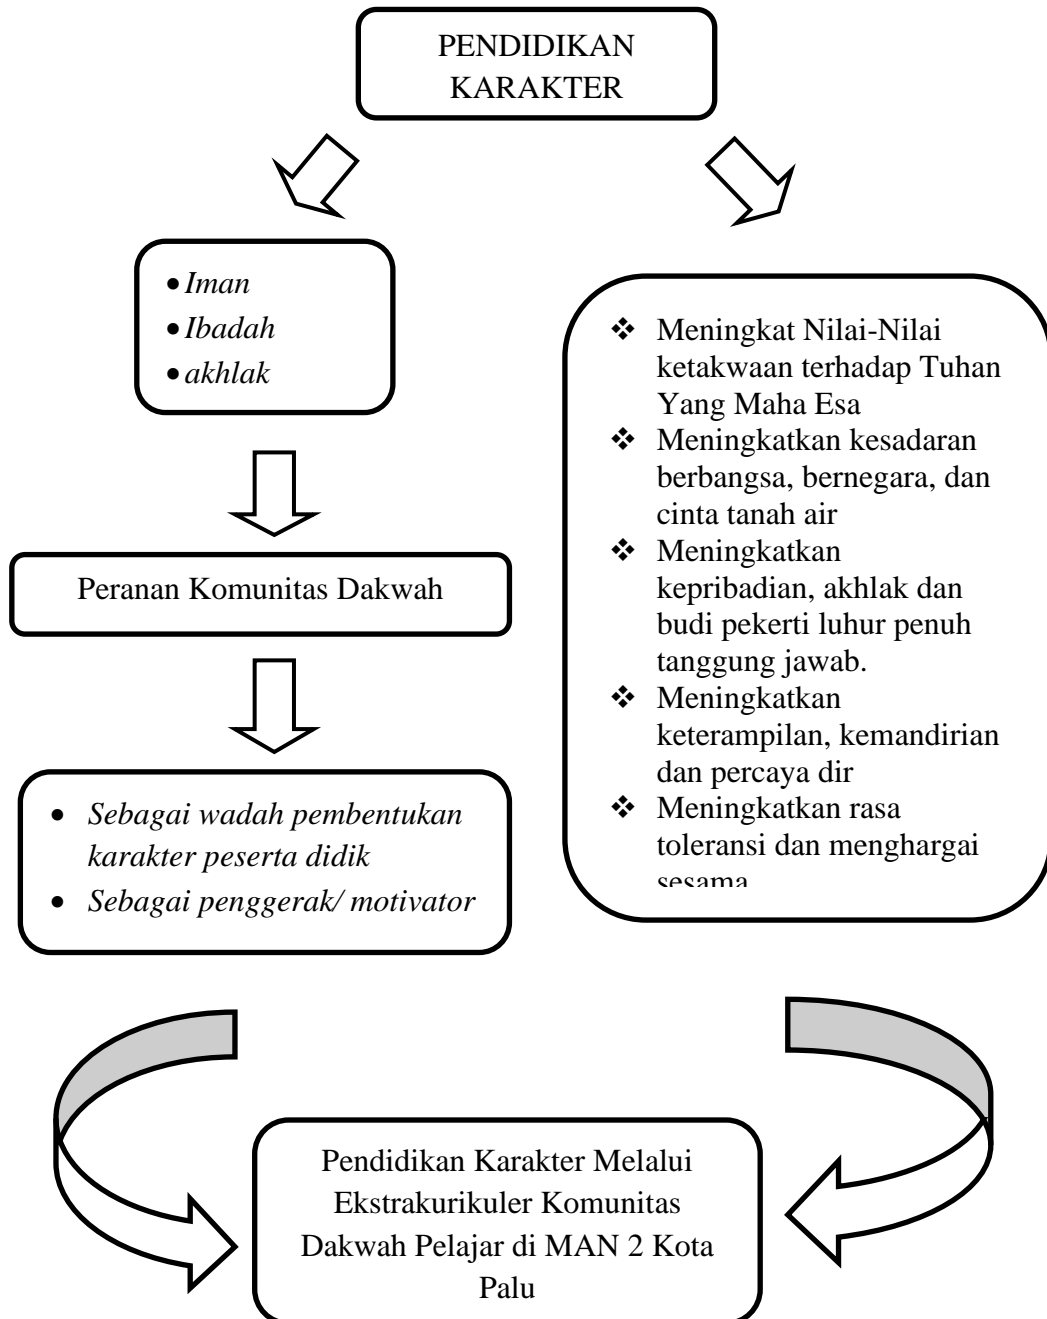 PENDIDIKAN
KARAKTER
• Iman
• Ibadah
• akhlak
Peranan Komunitas Dakwah
• Sebagai wadah pembentukan
karakter peserta didik
• Sebagai penggerak/ motivator
❖ Meningkat Nilai-Nilai
ketakwaan terhadap Tuhan
Yang Maha Esa
❖ Meningkatkan kesadaran
berbangsa, bernegara, dan
cinta tanah air
❖ Meningkatkan
kepribadian, akhlak dan
budi pekerti luhur penuh
tanggung jawab.
❖ Meningkatkan
keterampilan, kemandirian
dan percaya dir
❖ Meningkatkan rasa
toleransi dan menghargai
sesama
Pendidikan Karakter Melalui
Ekstrakurikuler Komunitas
Dakwah Pelajar di MAN 2 Kota
Palu